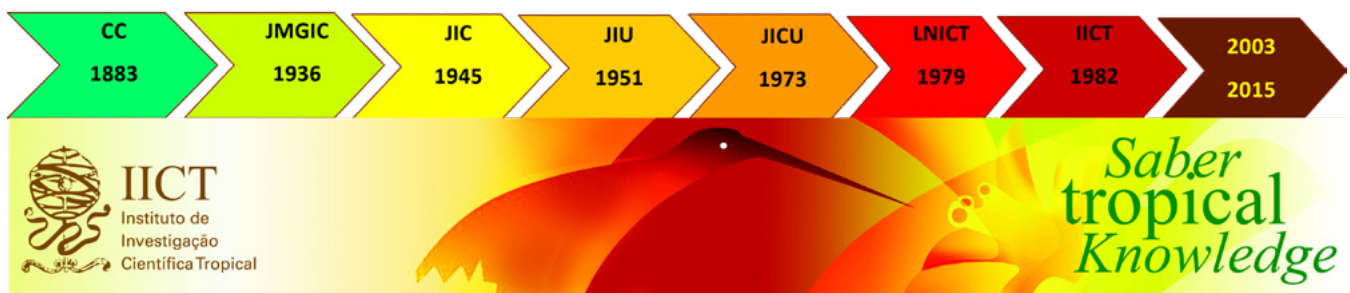 CC
1883
JMGIC
1936
JIC
1945
JIU
1951
JICU
1973
LNICT
1979
IICT
1982
2003
2015
IICT
Instituto de
Investigação
Científica Tropical
Saber
tropical
Knowledge